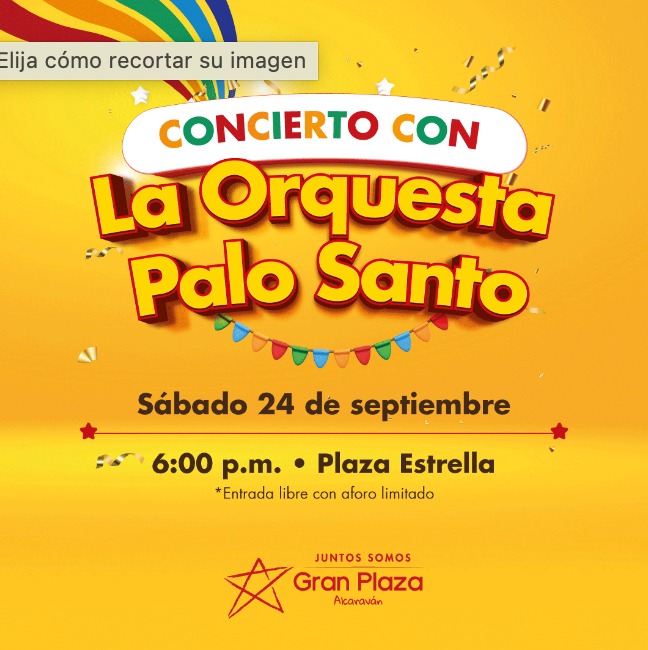 Elija cómo recortar su imagen
CONCIERTO CON
La Orquesta
Palo Santo
Sábado 24 de septiembre
6:00 p.m. • Plaza Estrella
*Entrada libre con aforo limitado
JUNTOS SOMOS
Gran Plaza
Alcaraván